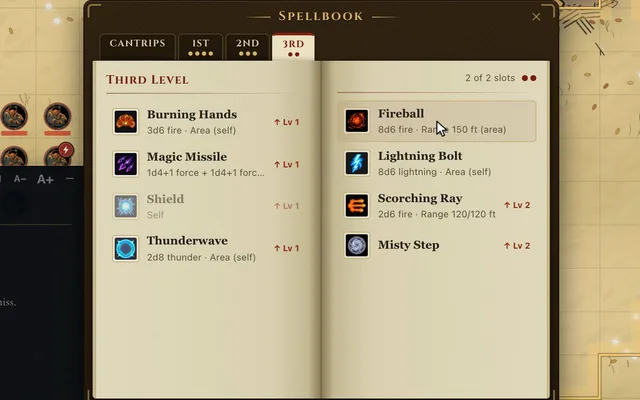 SPELLBOOK
CANTRIPS
1ST
2ND
3RD
THIRD LEVEL
Burning Hands
3d6 fire · Area (self)
↑ Lv 1
Magic Missile
1d4+1 force + 1d4+1 forc...
↑ Lv 1
Shield
Self
↑ Lv 1
Thunderwave
2d8 thunder · Area (self)
↑ Lv 1
2 of 2 slots
Fireball
8d6 fire · Range 150 ft (area)
Lightning Bolt
8d6 lightning · Area (self)
Scorching Ray
2d6 fire · Range 120/120 ft
↑ Lv 2
Misty Step
↑ Lv 2
A−
A+
−
niss.